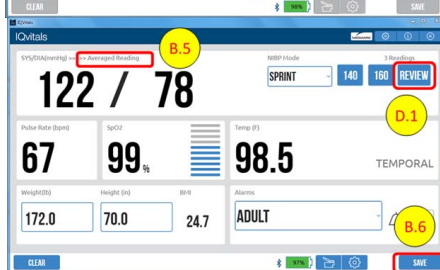 CLEAR 98% SAVE
IQvitals
IQvitals
SYS/DIA(mmHg) >>>> Averaged Reading B.5 NIBP Mode 3 Readings
122 / 78 SPRINT 140 160 REVIEW
D.1
Pulse Rate (bpm) SpO2 Temp (F)
67 99% 98.5 TEMPORAL
Weight(lb) Height (in) BMI Alarms
172.0 70.0 24.7 ADULT
B.6
CLEAR 97% SAVE